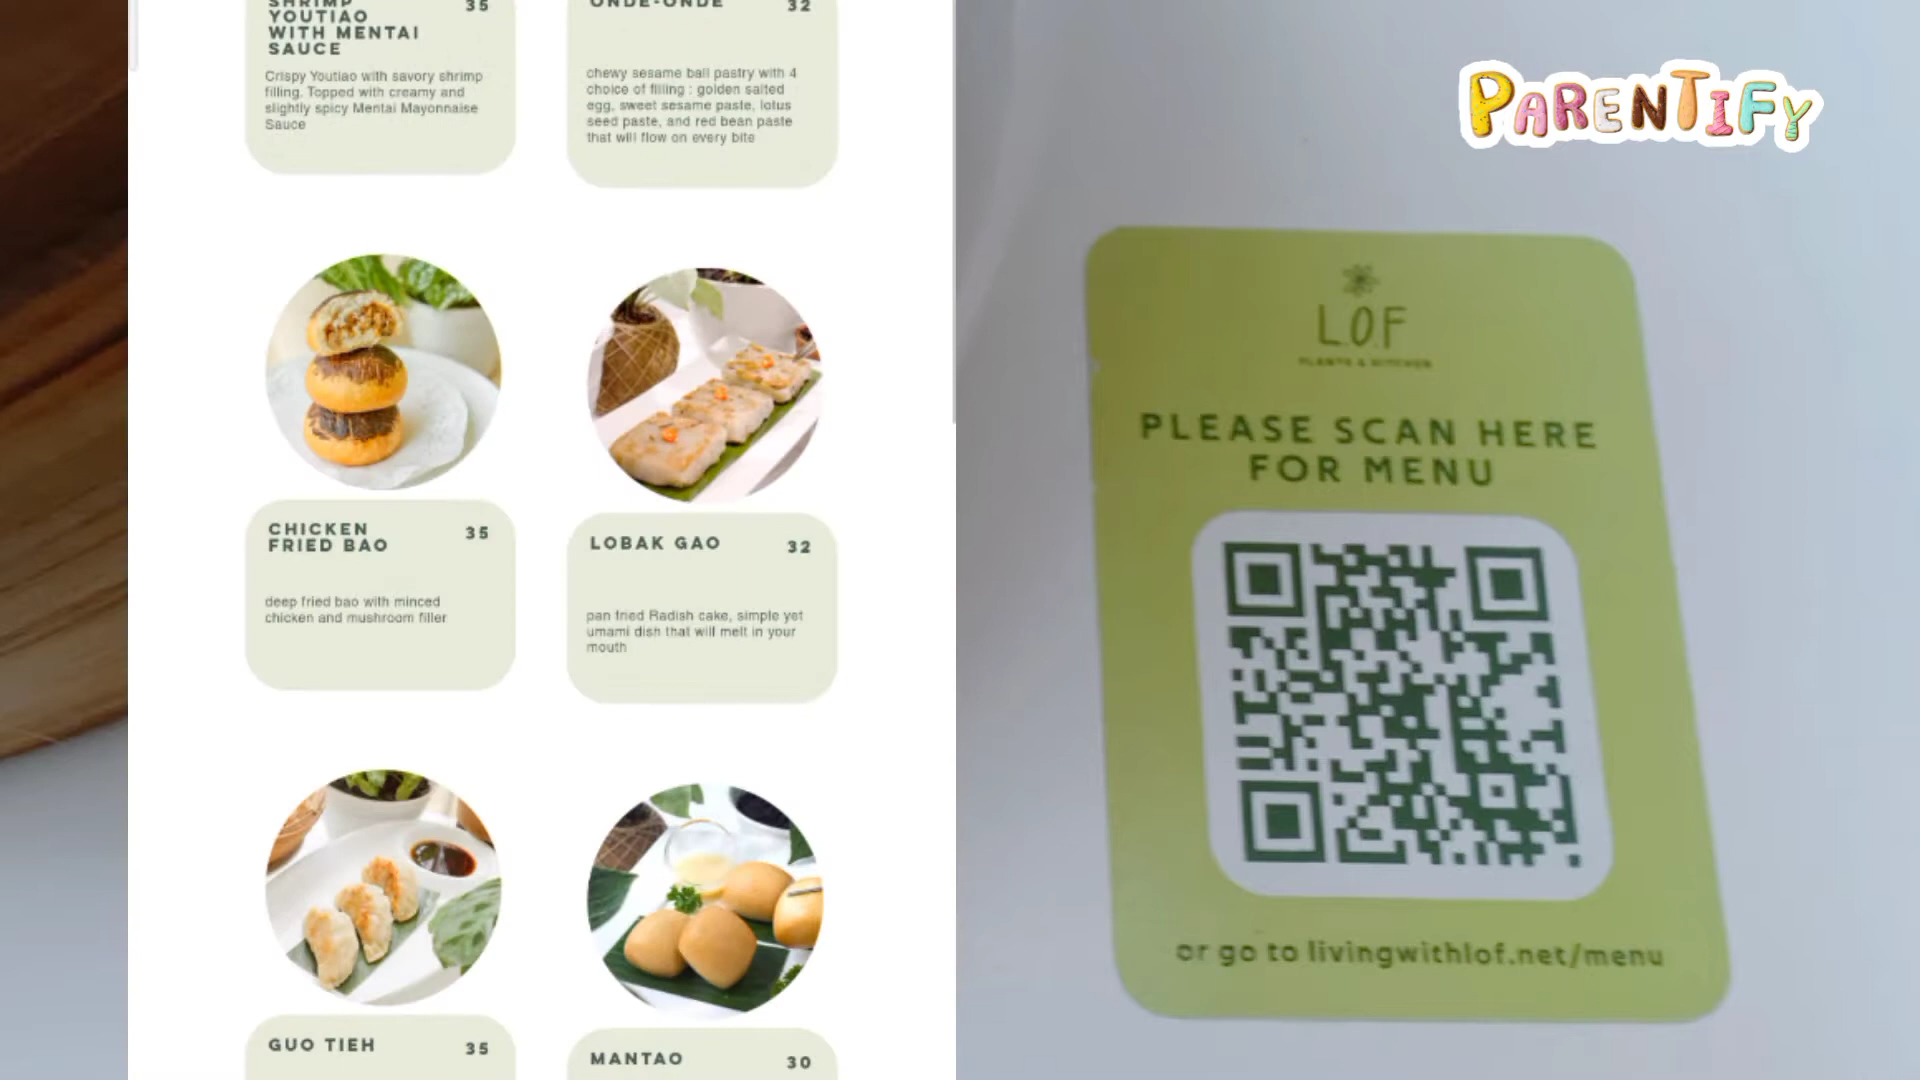 SHRIMP
YOUTIAO
WITH MENTAI
SAUCE
35
Crispy Youtiao with savory shrimp
filling. Topped with creamy and
slightly spicy Mentai Mayonnaise
Sauce
ONDE-ONDE
32
chewy sesame ball pastry with 4
choice of filling : golden salted
egg, sweet sesame paste, lotus
seed paste, and red bean paste
that will flow on every bite
CHICKEN
FRIED BAO
35
deep fried bao with minced
chicken and mushroom filler
LOBAK GAO
32
pan fried Radish cake, simple yet
umami dish that will melt in your
mouth
GUO TIEH
35
MANTAO
30
PARENTIFY
L.O.F
PLANTS & KITCHEN
PLEASE SCAN HERE
FOR MENU
or go to livingwithlof.net/menu